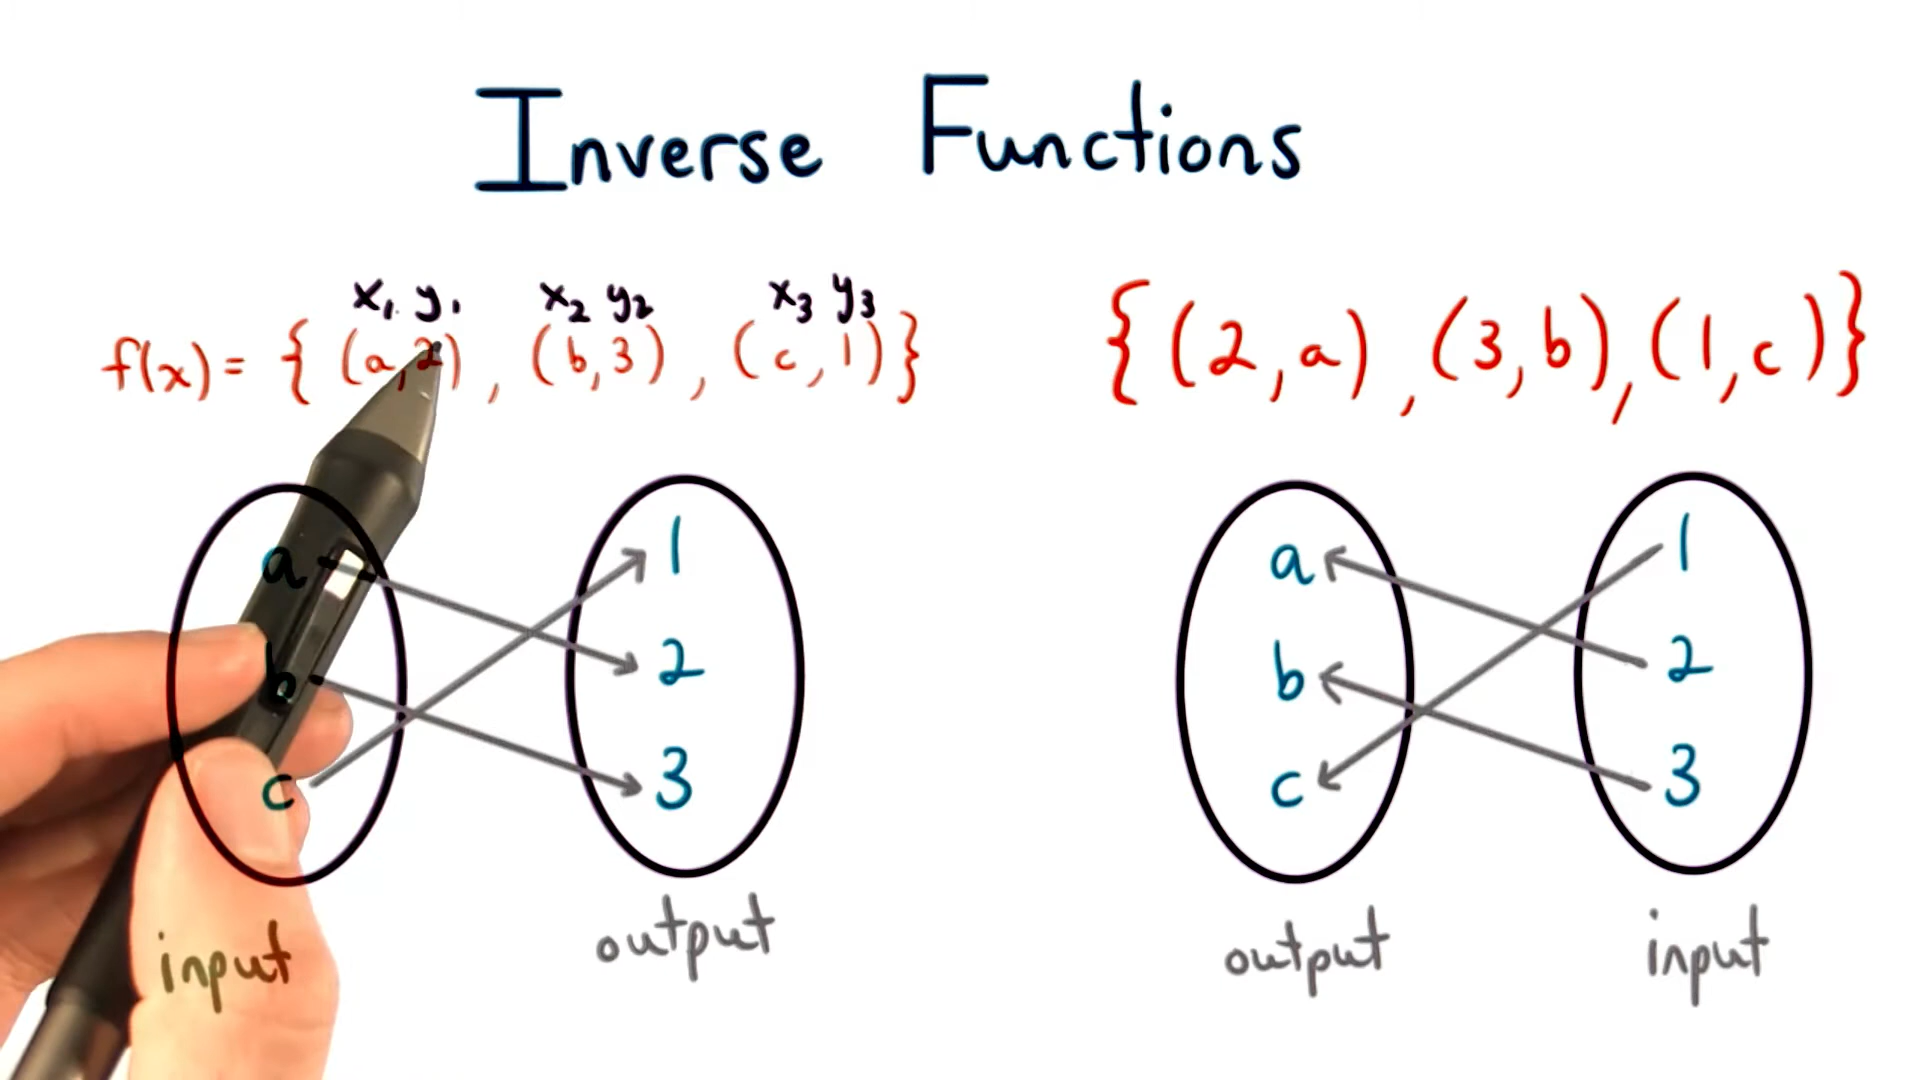 Inverse Functions
x₁ y₁ x₂ y₂ x₃ y₃
f(x) = { (a,2) , (b,3) , (c,1)}
{(2,a) , (3,b) , (1,c)}
a 1
b 2
c 3
input output
a 1
b 2
c 3
output input